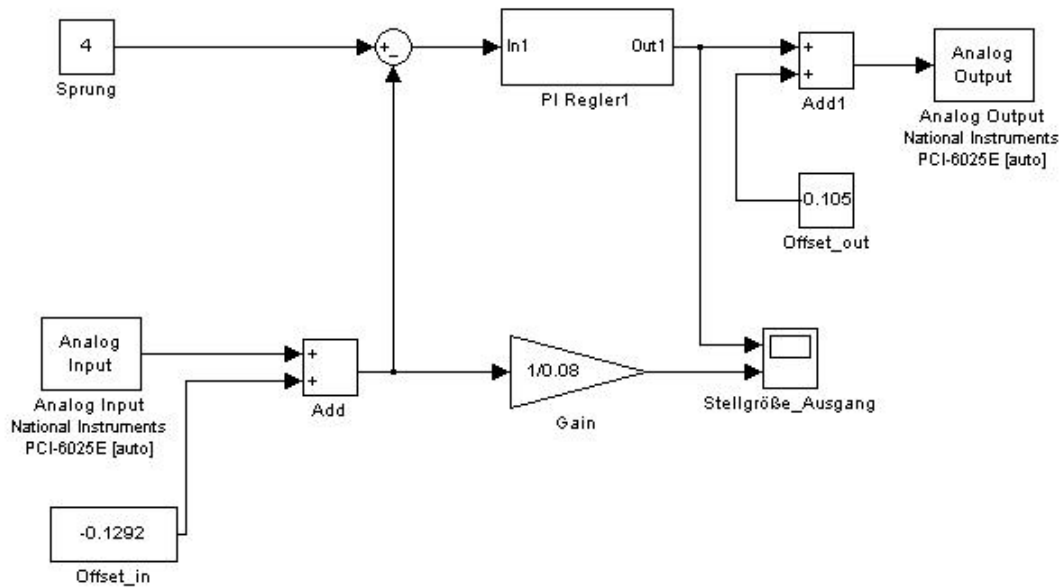 4
Sprung
+
−
In1
Out1
PI Regler1
+
+
Add1
Analog
Output
Analog Output
National Instruments
PCI-6025E [auto]
-0.105
Offset_out
Analog
Input
Analog Input
National Instruments
PCI-6025E [auto]
+
+
Add
1/0.08
Gain
Stellgröße_Ausgang
-0.1292
Offset_in